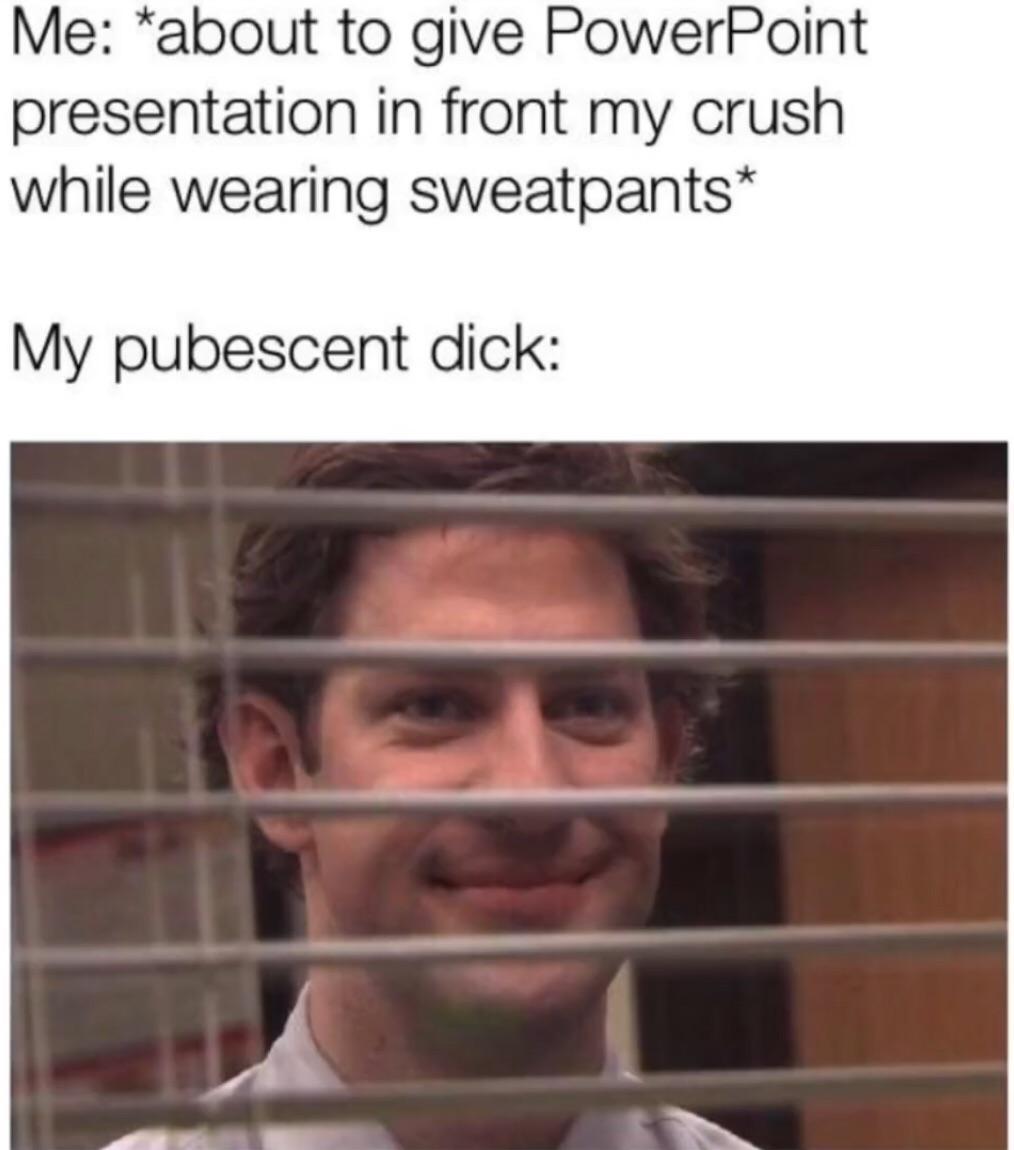 Me: *about to give PowerPoint
presentation in front my crush
while wearing sweatpants*
My pubescent dick: